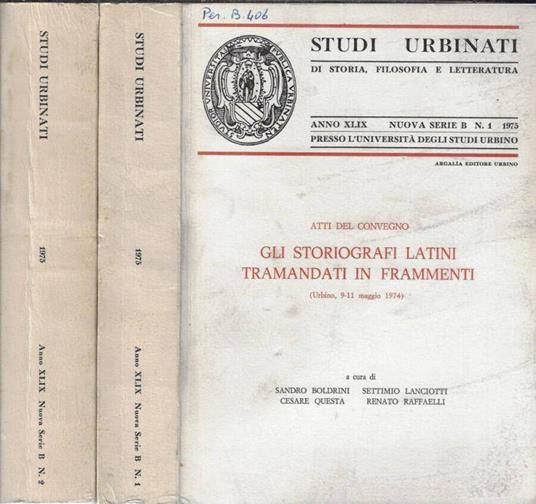 STUDI URBINATI
1975
Anno XLIX Nuova Serie B N. 2
STUDI URBINATI
1975
Anno XLIX Nuova Serie B N. 1
Per. B. 406
STUDI URBINATI
DI STORIA, FILOSOFIA E LETTERATURA
ANNO XLIX NUOVA SERIE B N. 1 1975
PRESSO L'UNIVERSITÀ DEGLI STUDI URBINO
ARGALIA EDITORE URBINO
ATTI DEL CONVEGNO
GLI STORIOGRAFI LATINI
TRAMANDATI IN FRAMMENTI
(Urbino, 9-11 maggio 1974)
a cura di
SANDRO BOLDRINI SETTIMIO LANCIOTTI
CESARE QUESTA RENATO RAFFAELLI